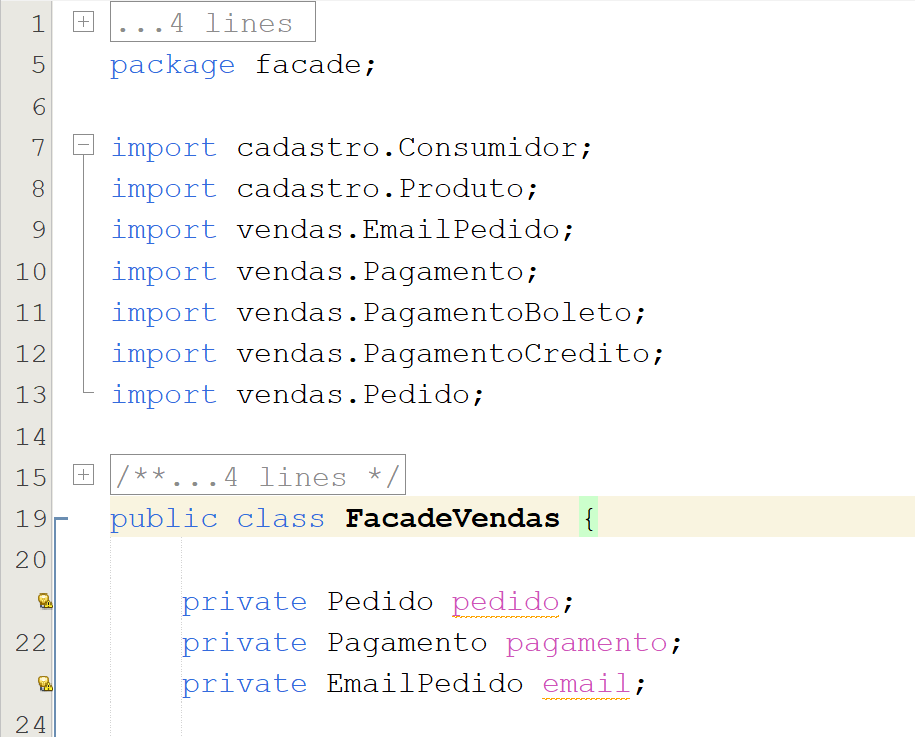 1 ...4 lines
5 package facade;
6
7 import cadastro.Consumidor;
8 import cadastro.Produto;
9 import vendas.EmailPedido;
10 import vendas.Pagamento;
11 import vendas.PagamentoBoleto;
12 import vendas.PagamentoCredito;
13 import vendas.Pedido;
14
15 /**...4 lines */
19 public class FacadeVendas {
20
private Pedido pedido;
22 private Pagamento pagamento;
private EmailPedido email;
24